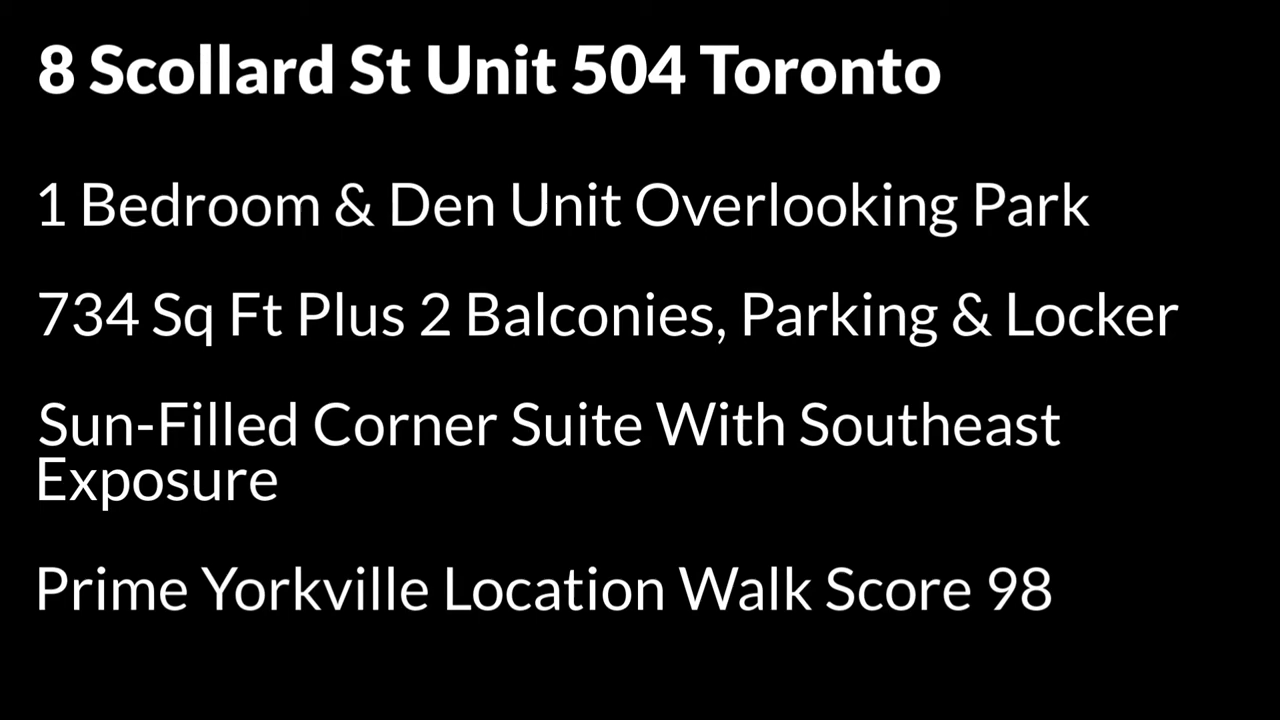 8 Scollard St Unit 504 Toronto
1 Bedroom & Den Unit Overlooking Park
734 Sq Ft Plus 2 Balconies, Parking & Locker
Sun-Filled Corner Suite With Southeast
Exposure
Prime Yorkville Location Walk Score 98